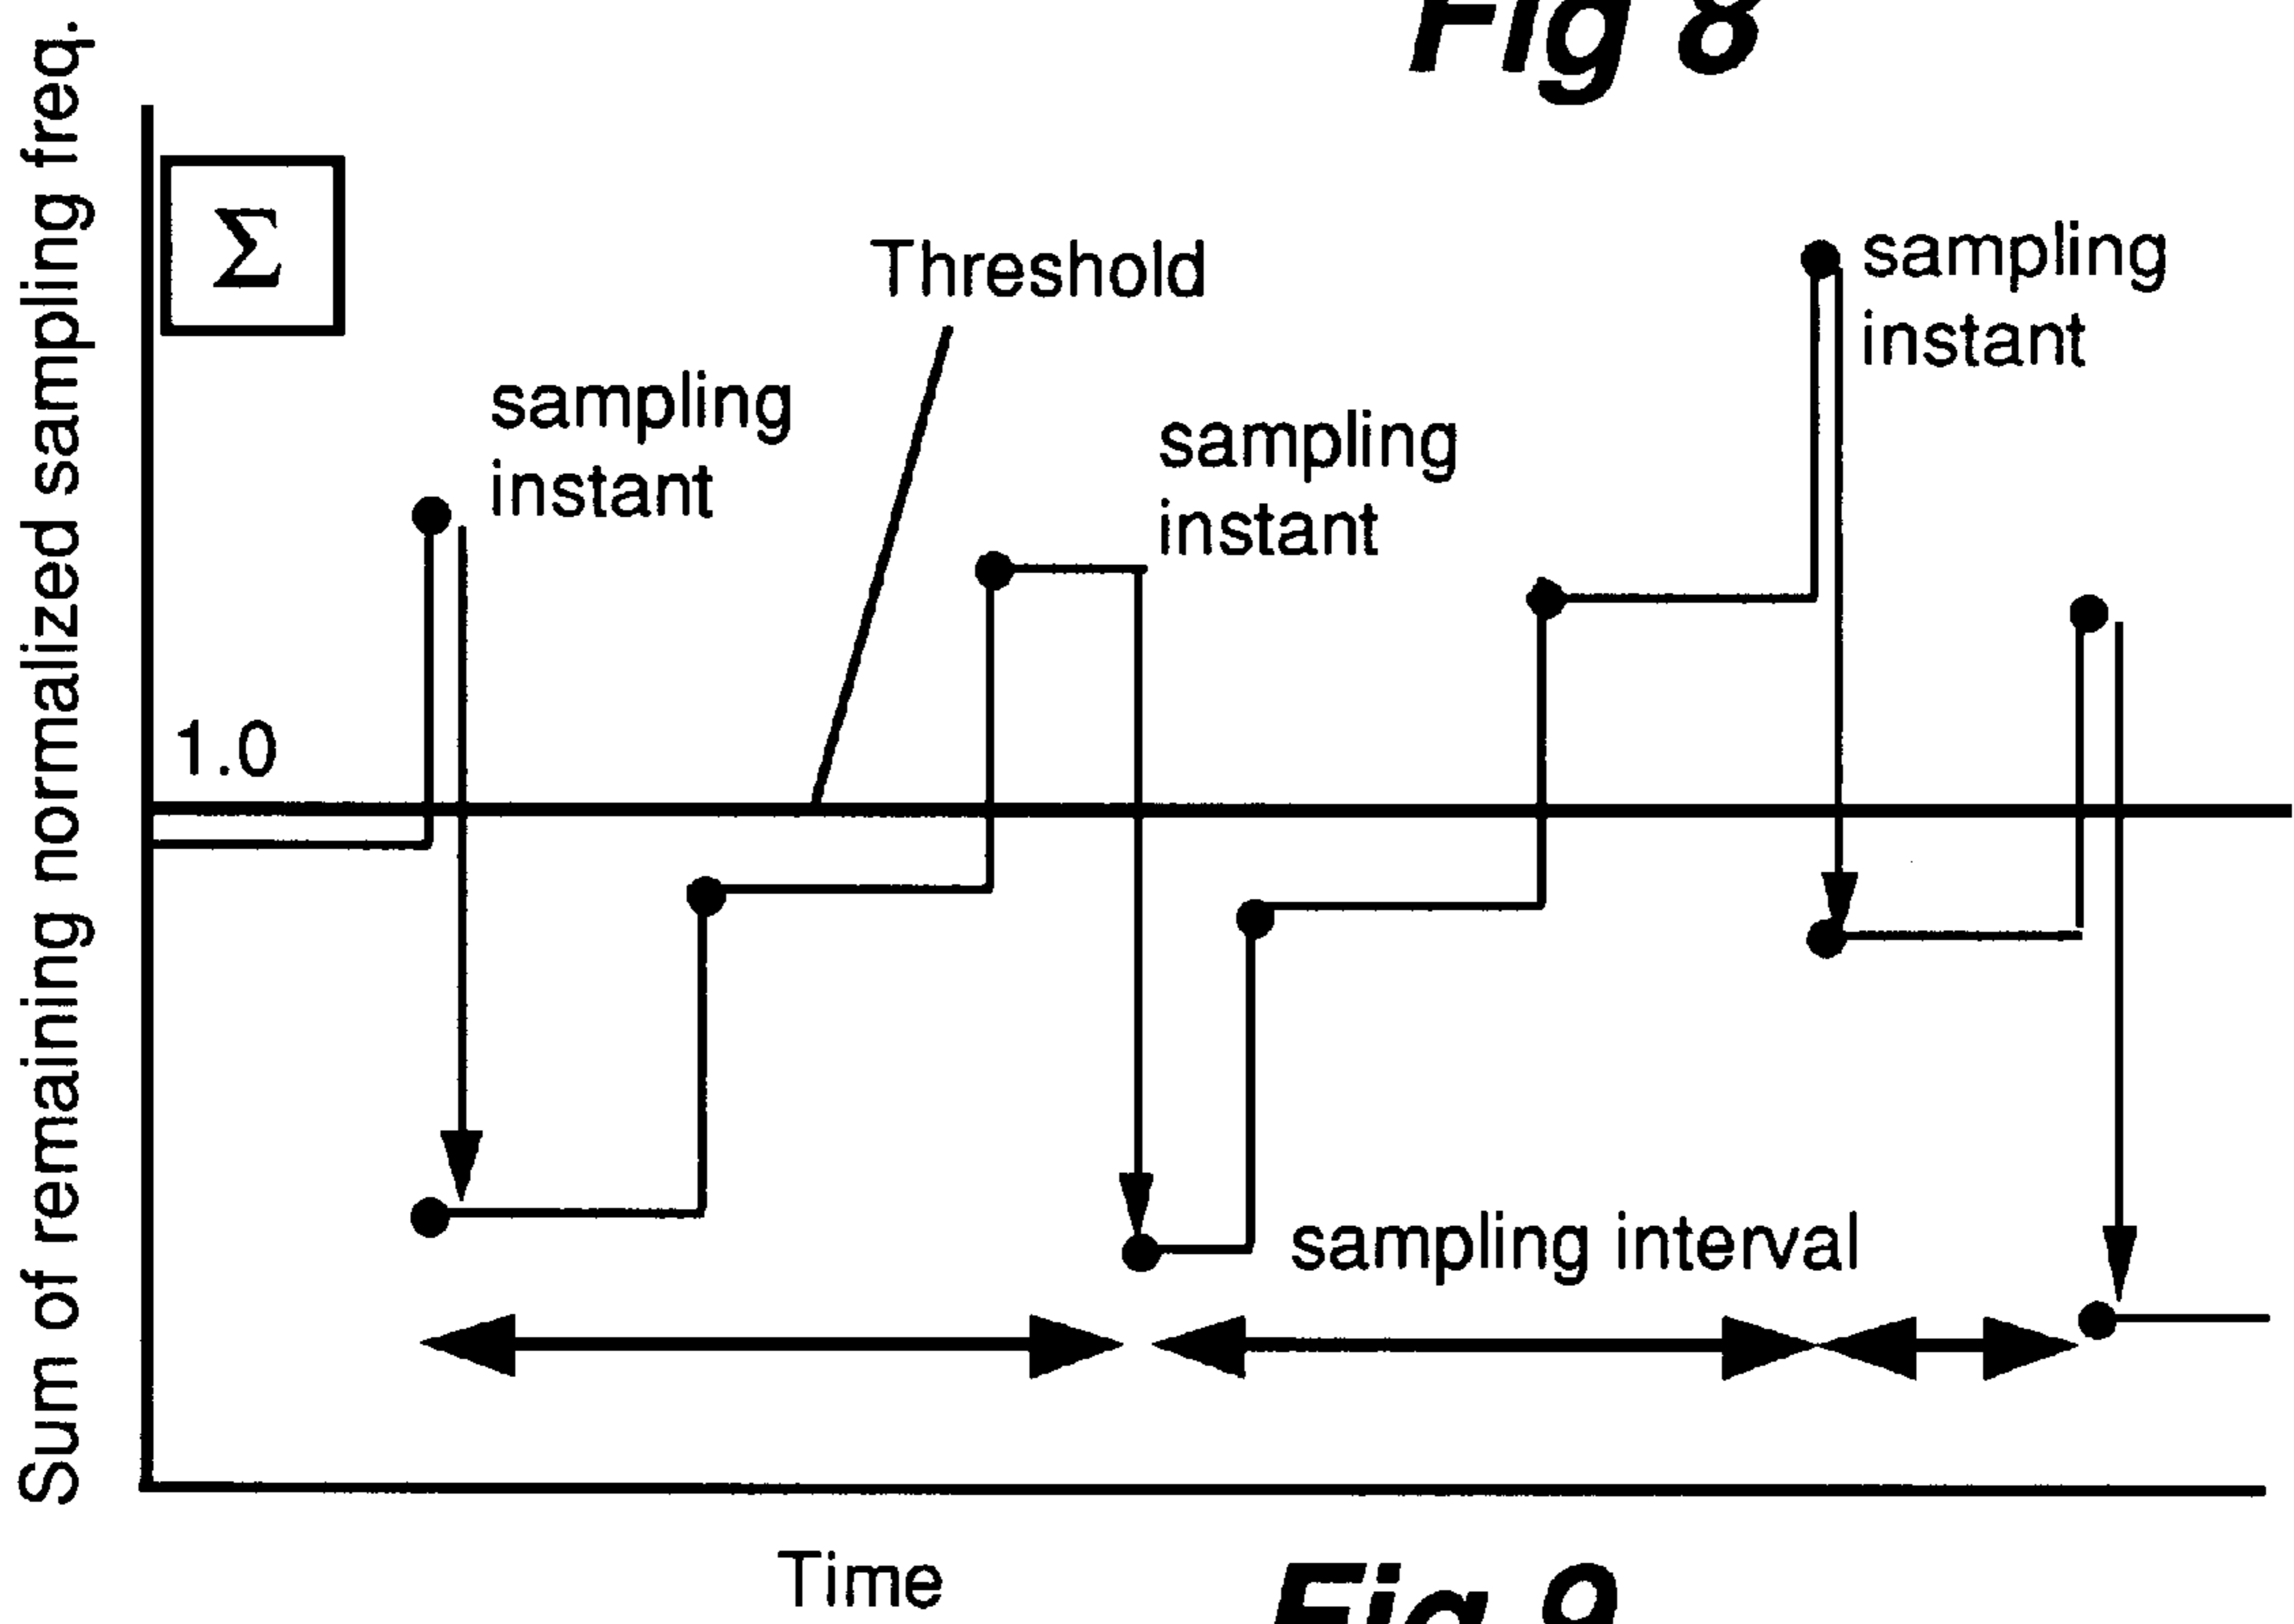 Fig 8
Sum of remaining normalized sampling freq.
Σ
Threshold
sampling
instant
sampling
instant
sampling
instant
1.0
sampling interval
Time
Fig 9